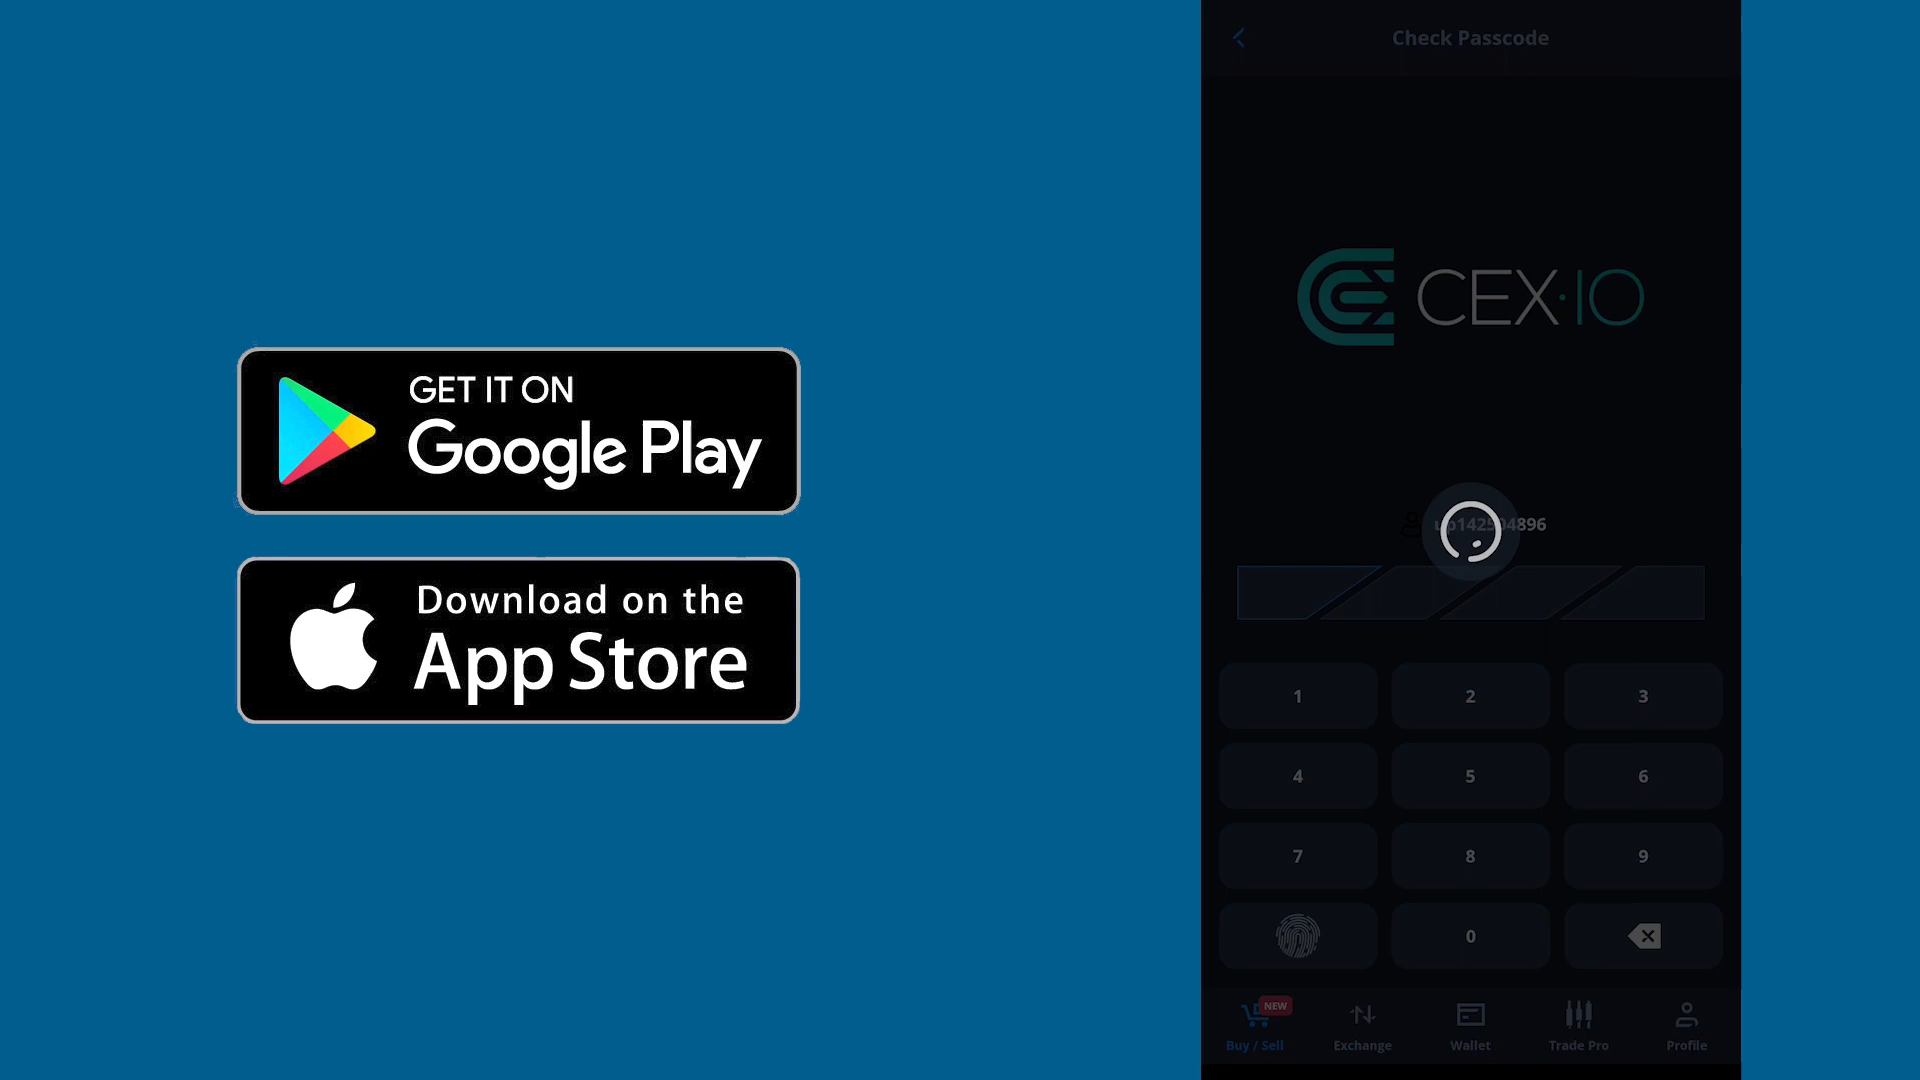 GET IT ON
Google Play
Download on the
App Store
Check Passcode
CEX·IO
1 2 3
4 5 6
7 8 9
0
NEW
Buy / Sell Exchange Wallet Trade Pro Profile